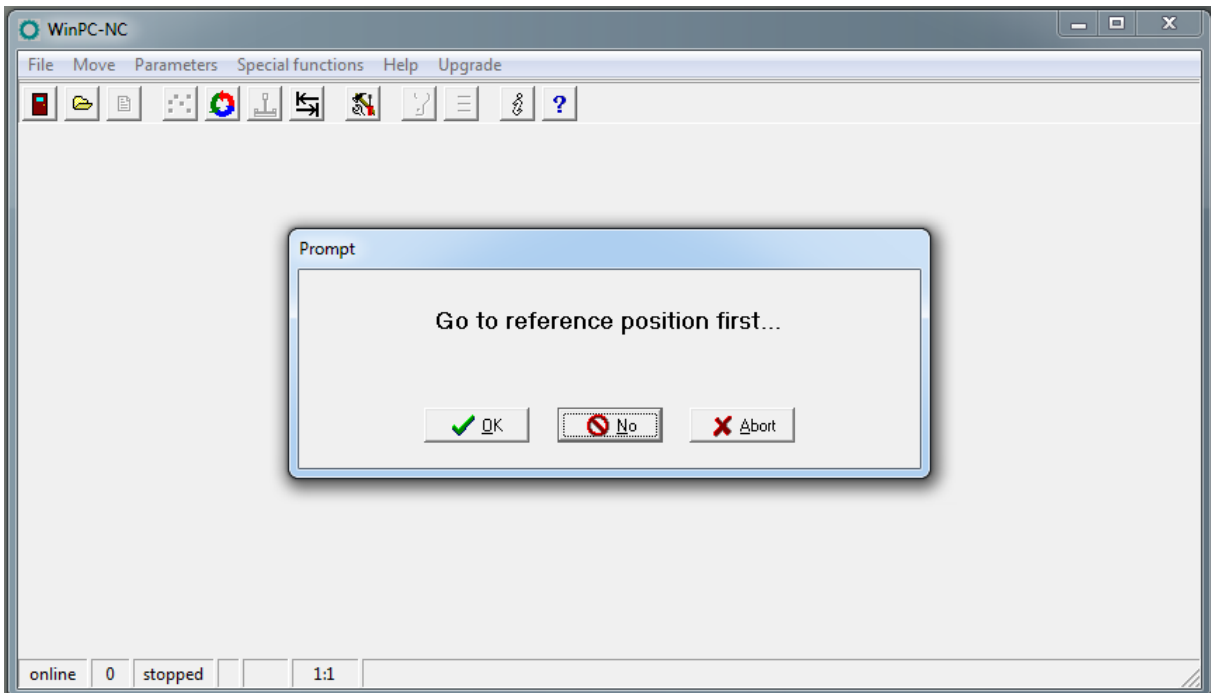 WinPC-NC
File Move Parameters Special functions Help Upgrade
Prompt
Go to reference position first...
OK No Abort
online 0 stopped 1:1